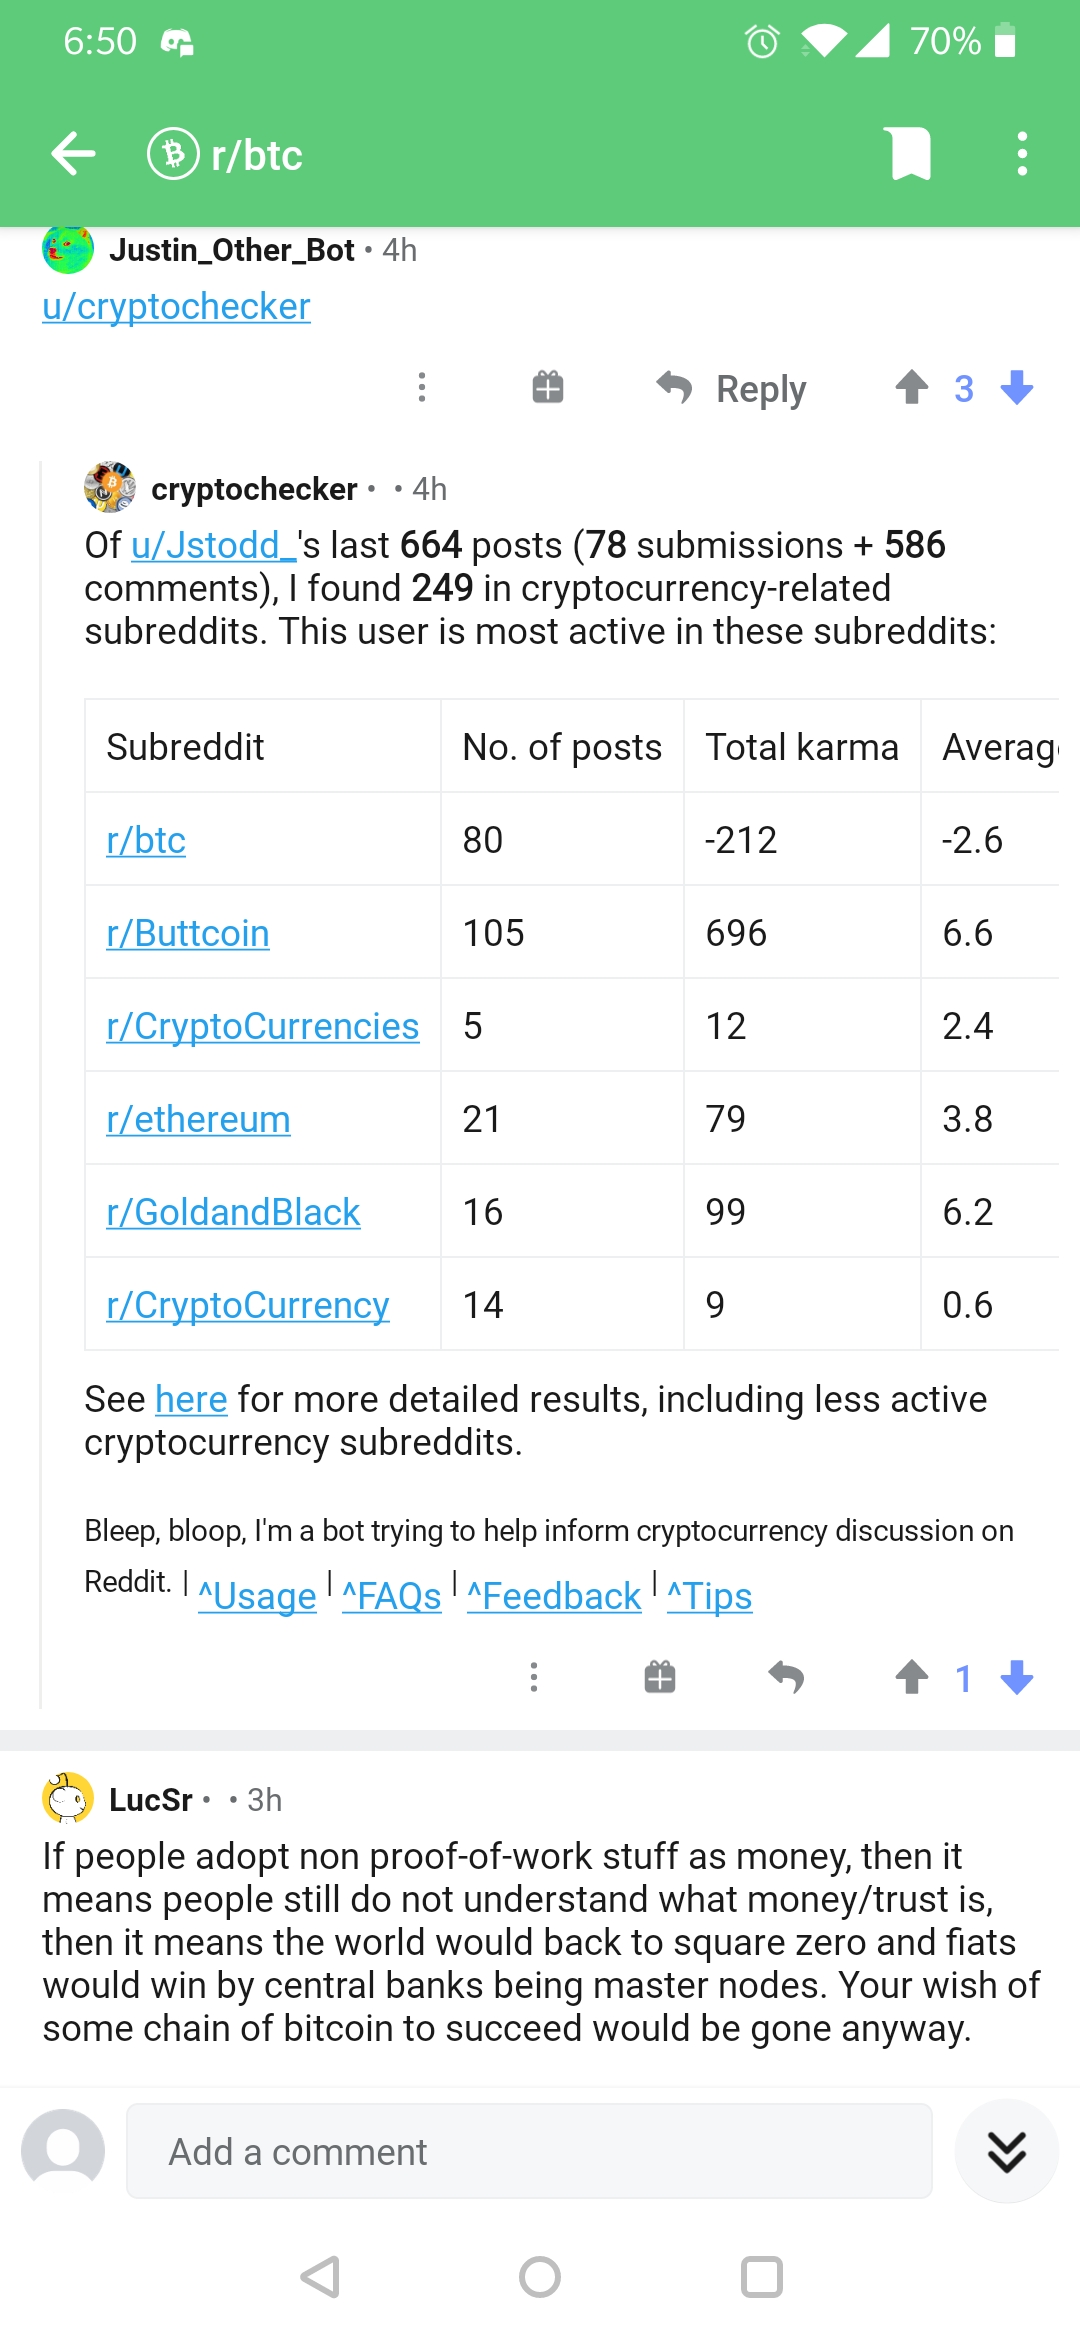 6:50
70%
r/btc
Justin_Other_Bot • 4h
u/cryptochecker
Reply 3
cryptochecker • • 4h
Of u/Jstodd_'s last 664 posts (78 submissions + 586
comments), I found 249 in cryptocurrency-related
subreddits. This user is most active in these subreddits:
Subreddit No. of posts Total karma Averag
r/btc 80 -212 -2.6
r/Buttcoin 105 696 6.6
r/CryptoCurrencies 5 12 2.4
r/ethereum 21 79 3.8
r/GoldandBlack 16 99 6.2
r/CryptoCurrency 14 9 0.6
See here for more detailed results, including less active
cryptocurrency subreddits.
Bleep, bloop, I'm a bot trying to help inform cryptocurrency discussion on
Reddit. | ^Usage | ^FAQs | ^Feedback | ^Tips
1
LucSr • • 3h
If people adopt non proof-of-work stuff as money, then it
means people still do not understand what money/trust is,
then it means the world would back to square zero and fiats
would win by central banks being master nodes. Your wish of
some chain of bitcoin to succeed would be gone anyway.
Add a comment